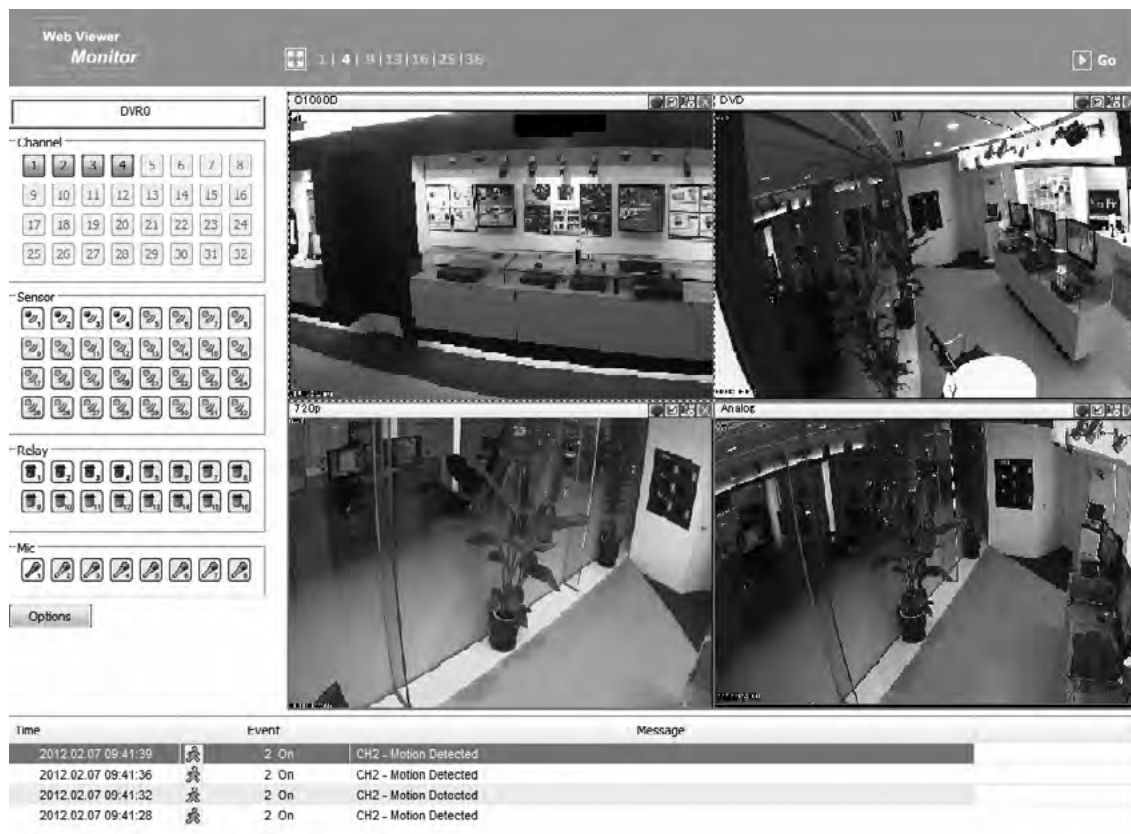 Web Viewer
Monitor
1 | 4 | 9 | 13 | 16 | 25 | 36
Go
DVR0
Channel
1 2 3 4 5 6 7 8
9 10 11 12 13 14 15 16
17 18 19 20 21 22 23 24
25 26 27 28 29 30 31 32
Sensor
Relay
Mic
Options
O1000D
DVD
720p
Analog
Time Event Message
2012.02.07 09:41:39 2 On CH2 - Motion Detected
2012.02.07 09:41:36 2 On CH2 - Motion Detected
2012.02.07 09:41:32 2 On CH2 - Motion Detected
2012.02.07 09:41:28 2 On CH2 - Motion Detected